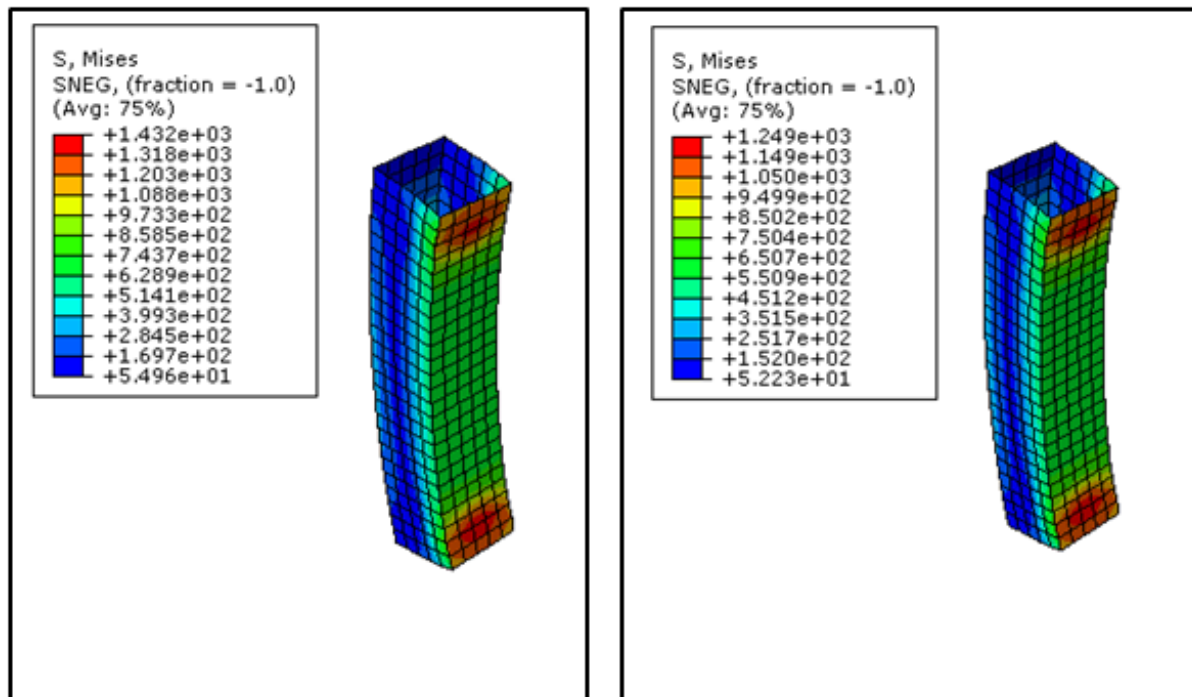 S, Mises
SNEG, (fraction = -1.0)
(Avg: 75%)
+1.432e+03
+1.318e+03
+1.203e+03
+1.088e+03
+9.733e+02
+8.585e+02
+7.437e+02
+6.289e+02
+5.141e+02
+3.993e+02
+2.845e+02
+1.697e+02
+5.496e+01
S, Mises
SNEG, (fraction = -1.0)
(Avg: 75%)
+1.249e+03
+1.149e+03
+1.050e+03
+9.499e+02
+8.502e+02
+7.504e+02
+6.507e+02
+5.509e+02
+4.512e+02
+3.515e+02
+2.517e+02
+1.520e+02
+5.223e+01